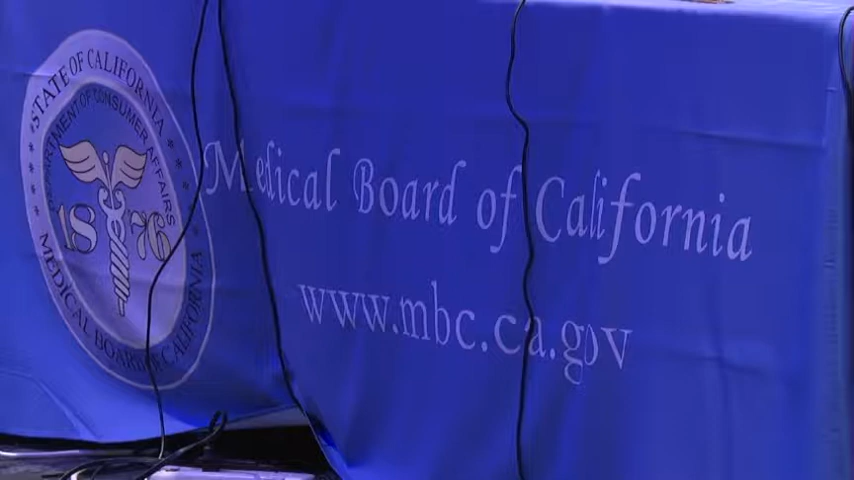 STATE OF CALIFORNIA
DEPARTMENT OF CONSUMER AFFAIRS
1876
MEDICAL BOARD OF CALIFORNIA
Medical Board of California
www.mbc.ca.gov